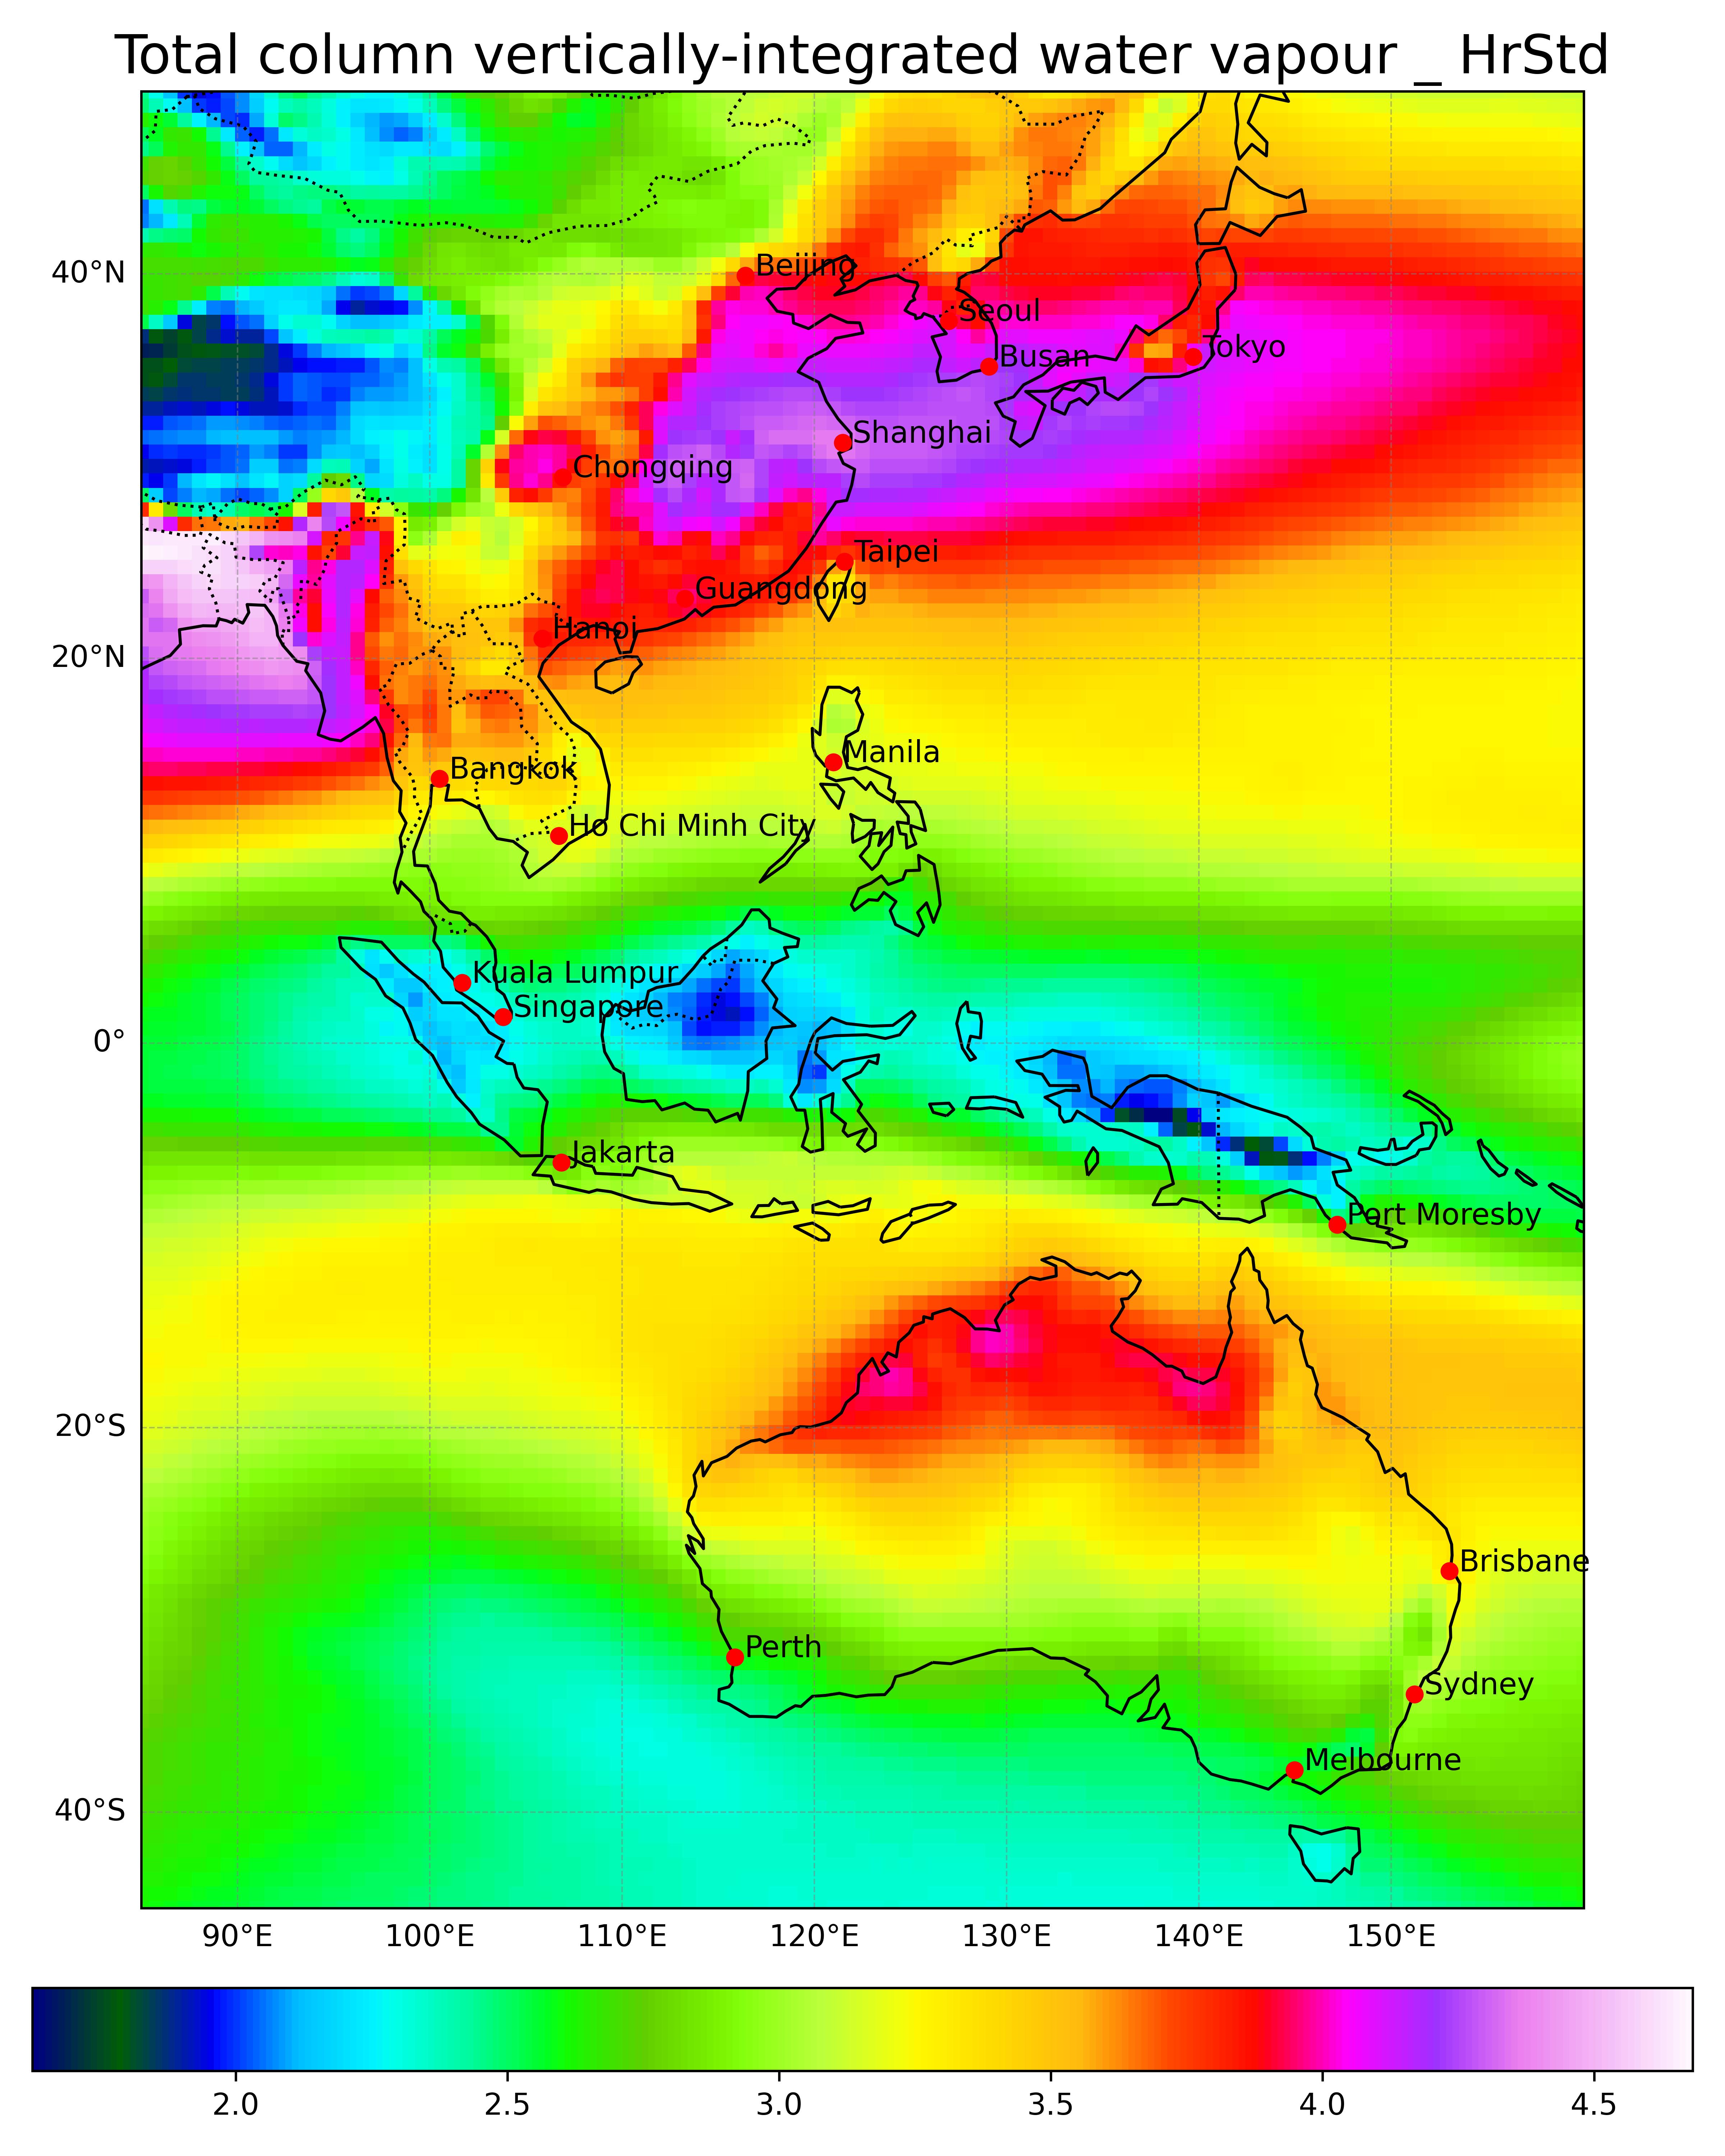 Total column vertically-integrated water vapour _ HrStd
40°N
20°N
0°
20°S
40°S
Beijing
Seoul
Busan
Tokyo
Shanghai
Chongqing
Taipei
Guangdong
Hanoi
Manila
Bangkok
Ho Chi Minh City
Kuala Lumpur
Singapore
Jakarta
Port Moresby
Brisbane
Perth
Sydney
Melbourne
90°E 100°E 110°E 120°E 130°E 140°E 150°E
2.0 2.5 3.0 3.5 4.0 4.5